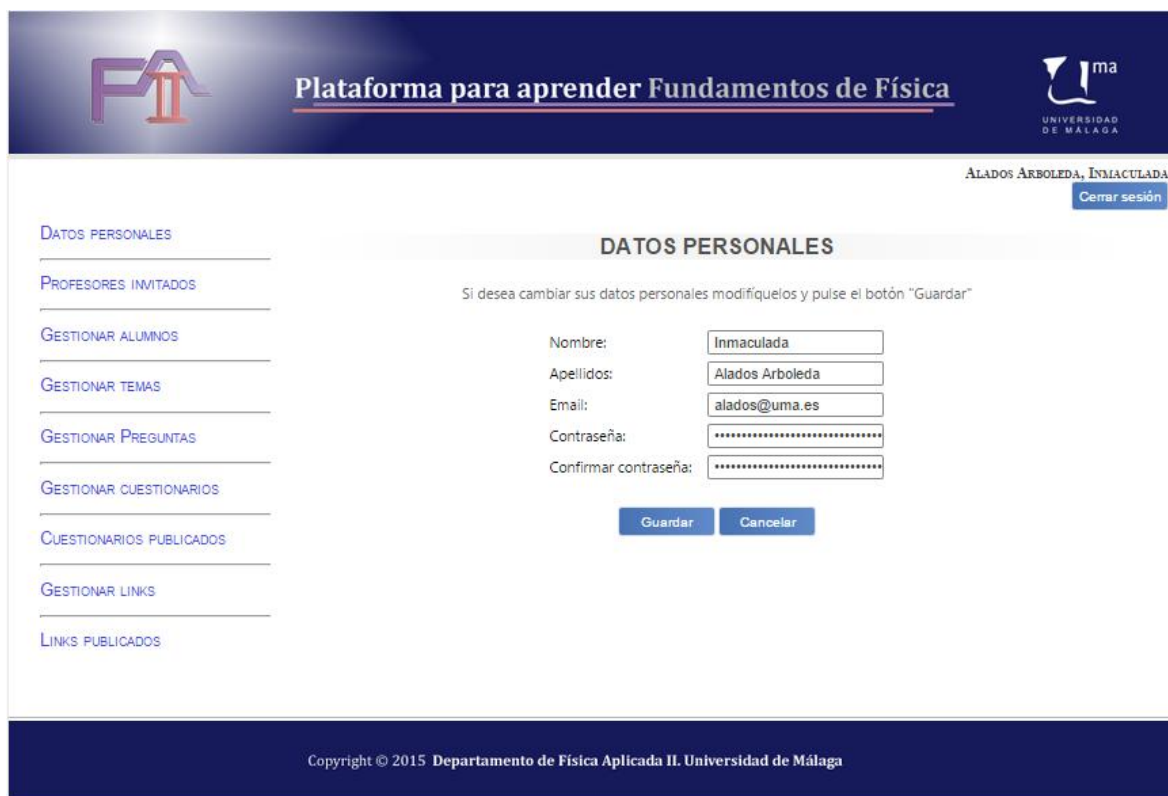 FAII
Plataforma para aprender Fundamentos de Física
uma
UNIVERSIDAD
DE MÁLAGA
ALADOS ARBOLEDA, INMACULADA
Cerrar sesión
DATOS PERSONALES
PROFESORES INVITADOS
GESTIONAR ALUMNOS
GESTIONAR TEMAS
GESTIONAR PREGUNTAS
GESTIONAR CUESTIONARIOS
CUESTIONARIOS PUBLICADOS
GESTIONAR LINKS
LINKS PUBLICADOS
DATOS PERSONALES
Si desea cambiar sus datos personales modifíquelos y pulse el botón "Guardar"
Nombre: Inmaculada
Apellidos: Alados Arboleda
Email: alados@uma.es
Contraseña: ••••••••••••••••••••••••••••••••
Confirmar contraseña: ••••••••••••••••••••••••••••••••
Guardar Cancelar
Copyright © 2015 Departamento de Física Aplicada II. Universidad de Málaga